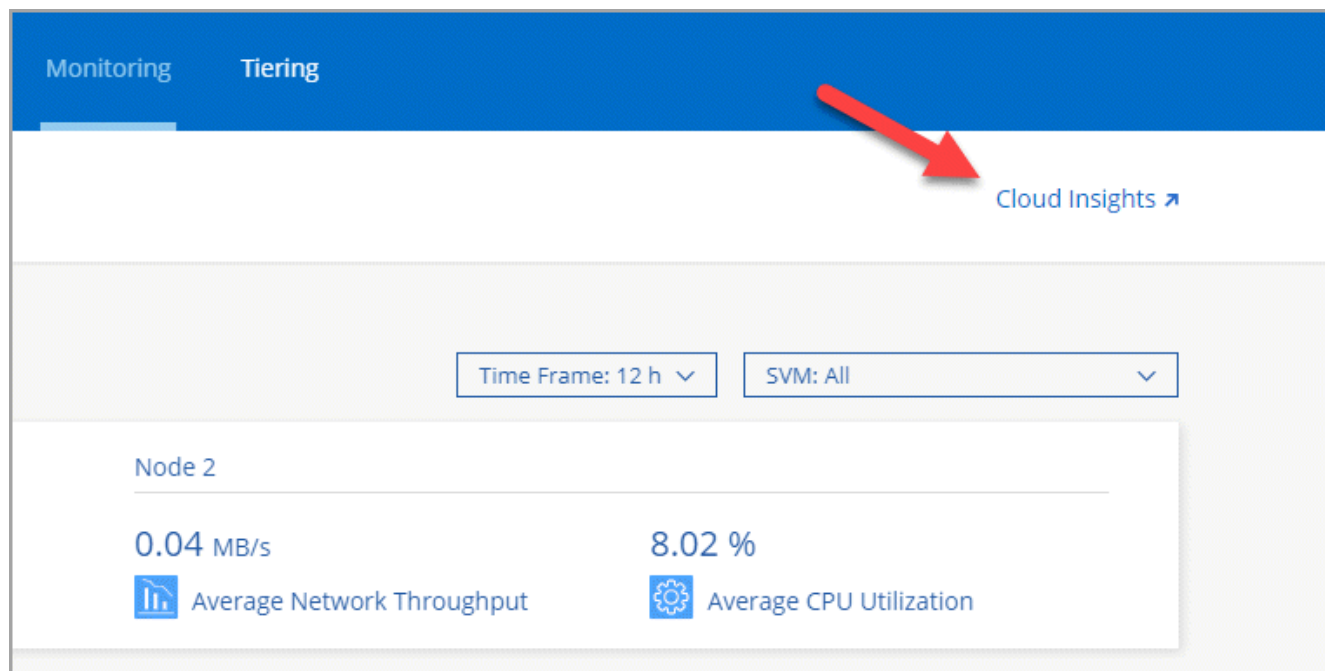 Monitoring Tiering
Cloud Insights
Time Frame: 12 h SVM: All
Node 2
0.04 MB/s 8.02 %
Average Network Throughput Average CPU Utilization